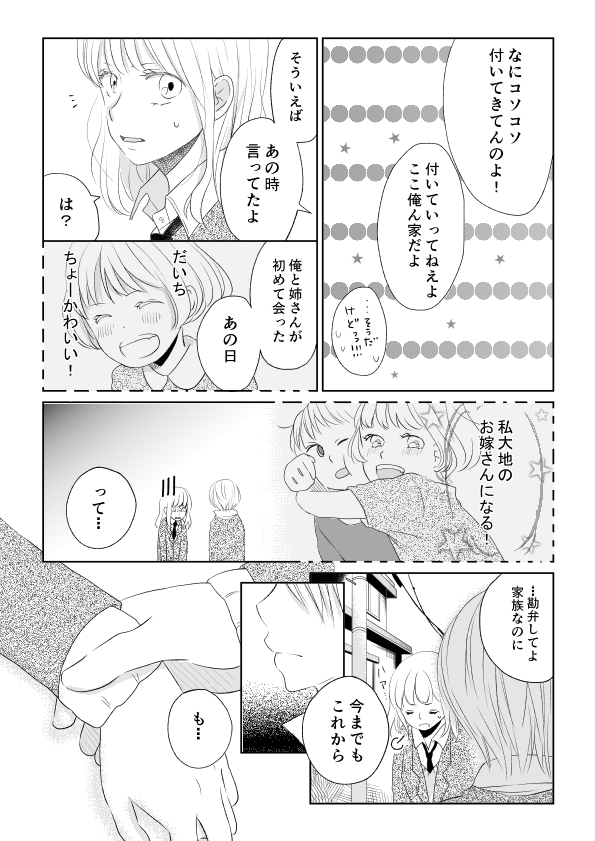 なにコソコソ
付いてきてんのよ！
付いていってねえよ
ここ俺ん家だよ
・・・そうだ
けどっっ!!!
そういえば
あの時
言ってたよ
は？
俺と姉さんが
初めて会った
あの日
だいち
ちょーかわいい！
私大地の
お嫁さんになる！
って…
…勘弁してよ
家族なのに
今までも
これから
も…